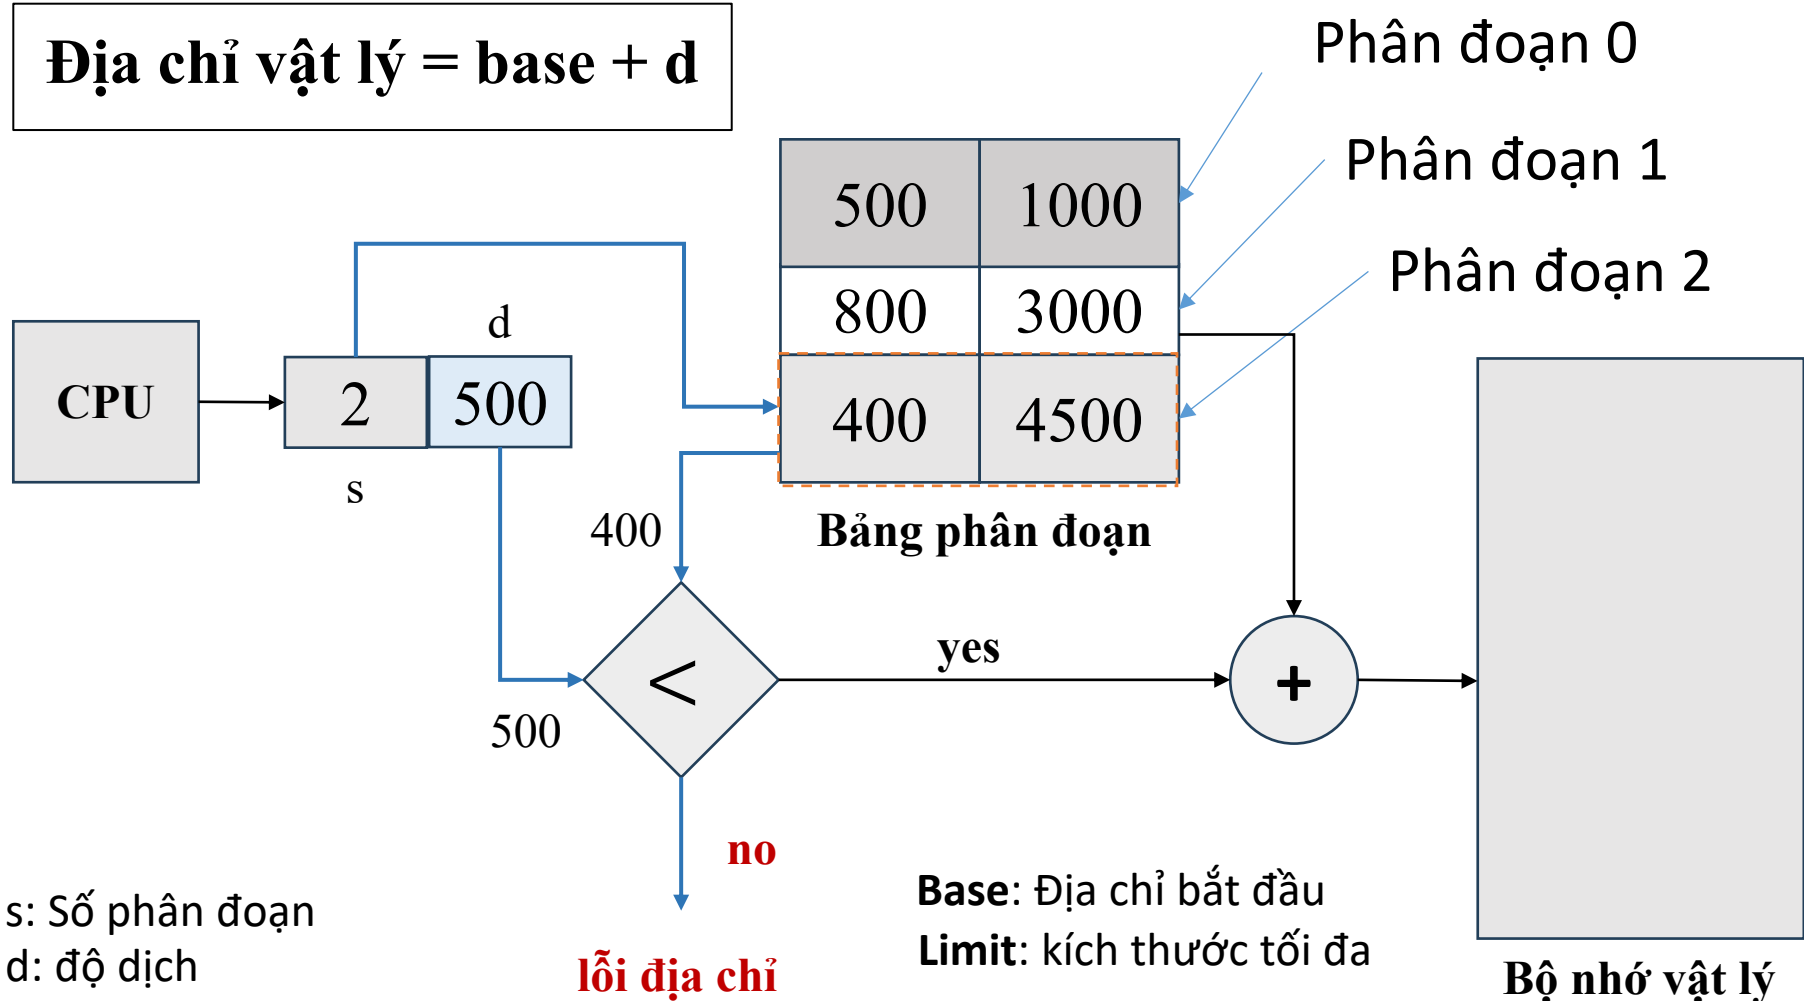 Địa chỉ vật lý = base + d
Phân đoạn 0
Phân đoạn 1
Phân đoạn 2
500 1000
800 3000
400 4500
Bảng phân đoạn
CPU
d
2 500
s
400
<
500
yes
+
no
lỗi địa chỉ
s: Số phân đoạn
d: độ dịch
Base: Địa chỉ bắt đầu
Limit: kích thước tối đa
Bộ nhớ vật lý